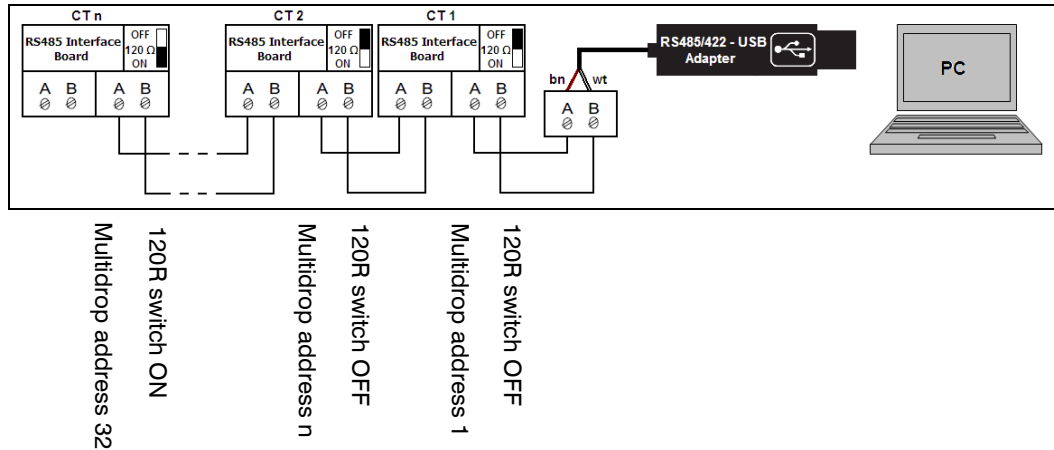 CT n
RS485 Interface
Board
OFF
120 Ω
ON
A B A B
CT 2
RS485 Interface
Board
OFF
120 Ω
ON
A B A B
CT 1
RS485 Interface
Board
OFF
120 Ω
ON
A B A B
bn wt
A B
RS485/422 - USB
Adapter
PC
120R switch ON
Multidrop address 32
120R switch OFF
Multidrop address n
120R switch OFF
Multidrop address 1